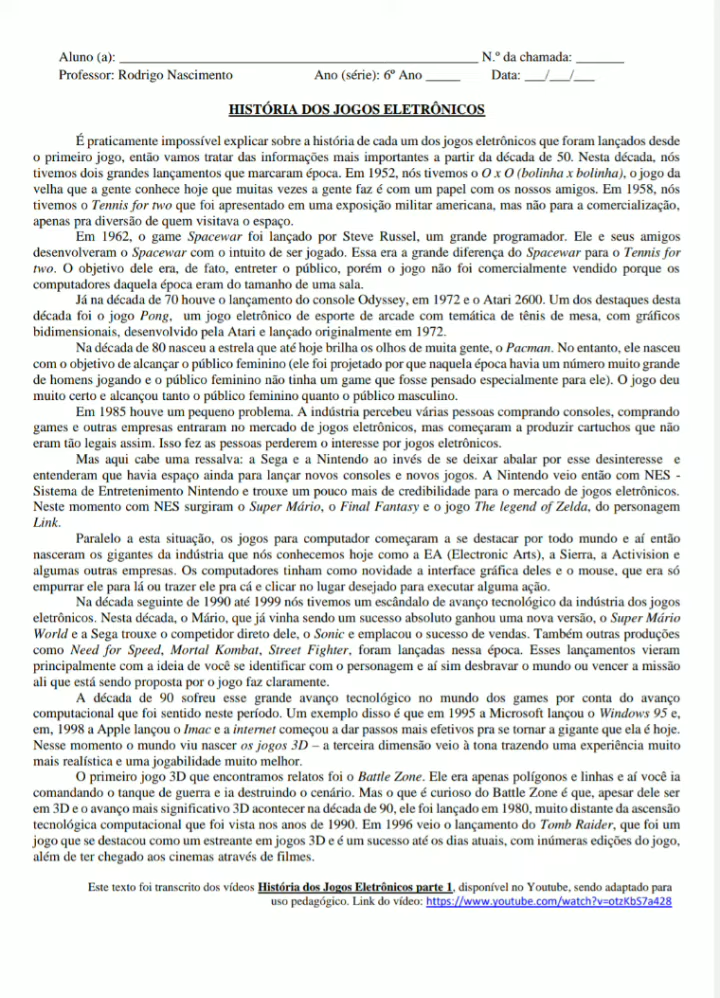 Aluno (a): ______________________________________________________ N.º da chamada: _______
Professor: Rodrigo Nascimento Ano (série): 6º Ano _____ Data: ___/___/___
HISTÓRIA DOS JOGOS ELETRÔNICOS
É praticamente impossível explicar sobre a história de cada um dos jogos eletrônicos que foram lançados desde
o primeiro jogo, então vamos tratar das informações mais importantes a partir da década de 50. Nesta década, nós
tivemos dois grandes lançamentos que marcaram época. Em 1952, nós tivemos o O x O (bolinha x bolinha), o jogo da
velha que a gente conhece hoje que muitas vezes a gente faz é com um papel com os nossos amigos. Em 1958, nós
tivemos o Tennis for two que foi apresentado em uma exposição militar americana, mas não para a comercialização,
apenas pra diversão de quem visitava o espaço.
Em 1962, o game Spacewar foi lançado por Steve Russel, um grande programador. Ele e seus amigos
desenvolveram o Spacewar com o intuito de ser jogado. Essa era a grande diferença do Spacewar para o Tennis for
two. O objetivo dele era, de fato, entreter o público, porém o jogo não foi comercialmente vendido porque os
computadores daquela época eram do tamanho de uma sala.
Já na década de 70 houve o lançamento do console Odyssey, em 1972 e o Atari 2600. Um dos destaques desta
década foi o jogo Pong, um jogo eletrônico de esporte de arcade com temática de tênis de mesa, com gráficos
bidimensionais, desenvolvido pela Atari e lançado originalmente em 1972.
Na década de 80 nasceu a estrela que até hoje brilha os olhos de muita gente, o Pacman. No entanto, ele nasceu
com o objetivo de alcançar o público feminino (ele foi projetado por que naquela época havia um número muito grande
de homens jogando e o público feminino não tinha um game que fosse pensado especialmente para ele). O jogo deu
muito certo e alcançou tanto o público feminino quanto o público masculino.
Em 1985 houve um pequeno problema. A indústria percebeu várias pessoas comprando consoles, comprando
games e outras empresas entraram no mercado de jogos eletrônicos, mas começaram a produzir cartuchos que não
eram tão legais assim. Isso fez as pessoas perderem o interesse por jogos eletrônicos.
Mas aqui cabe uma ressalva: a Sega e a Nintendo ao invés de se deixar abalar por esse desinteresse e
entenderam que havia espaço ainda para lançar novos consoles e novos jogos. A Nintendo veio então com NES -
Sistema de Entretenimento Nintendo e trouxe um pouco mais de credibilidade para o mercado de jogos eletrônicos.
Neste momento com NES surgiram o Super Mário, o Final Fantasy e o jogo The legend of Zelda, do personagem
Link.
Paralelo a esta situação, os jogos para computador começaram a se destacar por todo mundo e aí então
nasceram os gigantes da indústria que nós conhecemos hoje como a EA (Electronic Arts), a Sierra, a Activision e
algumas outras empresas. Os computadores tinham como novidade a interface gráfica deles e o mouse, que era só
empurrar ele para lá ou trazer ele pra cá e clicar no lugar desejado para executar alguma ação.
Na década seguinte de 1990 até 1999 nós tivemos um escândalo de avanço tecnológico da indústria dos jogos
eletrônicos. Nesta década, o Mário, que já vinha sendo um sucesso absoluto ganhou uma nova versão, o Super Mário
World e a Sega trouxe o competidor direto dele, o Sonic e emplacou o sucesso de vendas. Também outras produções
como Need for Speed, Mortal Kombat, Street Fighter, foram lançadas nessa época. Esses lançamentos vieram
principalmente com a ideia de você se identificar com o personagem e aí sim desbravar o mundo ou vencer a missão
ali que está sendo proposta por o jogo faz claramente.
A década de 90 sofreu esse grande avanço tecnológico no mundo dos games por conta do avanço
computacional que foi sentido neste período. Um exemplo disso é que em 1995 a Microsoft lançou o Windows 95 e,
em, 1998 a Apple lançou o Imac e a internet começou a dar passos mais efetivos pra se tornar a gigante que ela é hoje.
Nesse momento o mundo viu nascer os jogos 3D – a terceira dimensão veio à tona trazendo uma experiência muito
mais realística e uma jogabilidade muito melhor.
O primeiro jogo 3D que encontramos relatos foi o Battle Zone. Ele era apenas polígonos e linhas e aí você ia
comandando o tanque de guerra e ia destruindo o cenário. Mas o que é curioso do Battle Zone é que, apesar dele ser
em 3D e o avanço mais significativo 3D acontecer na década de 90, ele foi lançado em 1980, muito distante da ascensão
tecnológica computacional que foi vista nos anos de 1990. Em 1996 veio o lançamento do Tomb Raider, que foi um
jogo que se destacou como um estreante em jogos 3D e é um sucesso até os dias atuais, com inúmeras edições do jogo,
além de ter chegado aos cinemas através de filmes.
Este texto foi transcrito dos vídeos História dos Jogos Eletrônicos parte 1, disponível no Youtube, sendo adaptado para
uso pedagógico. Link do vídeo: https://www.youtube.com/watch?v=otzKbS7a428